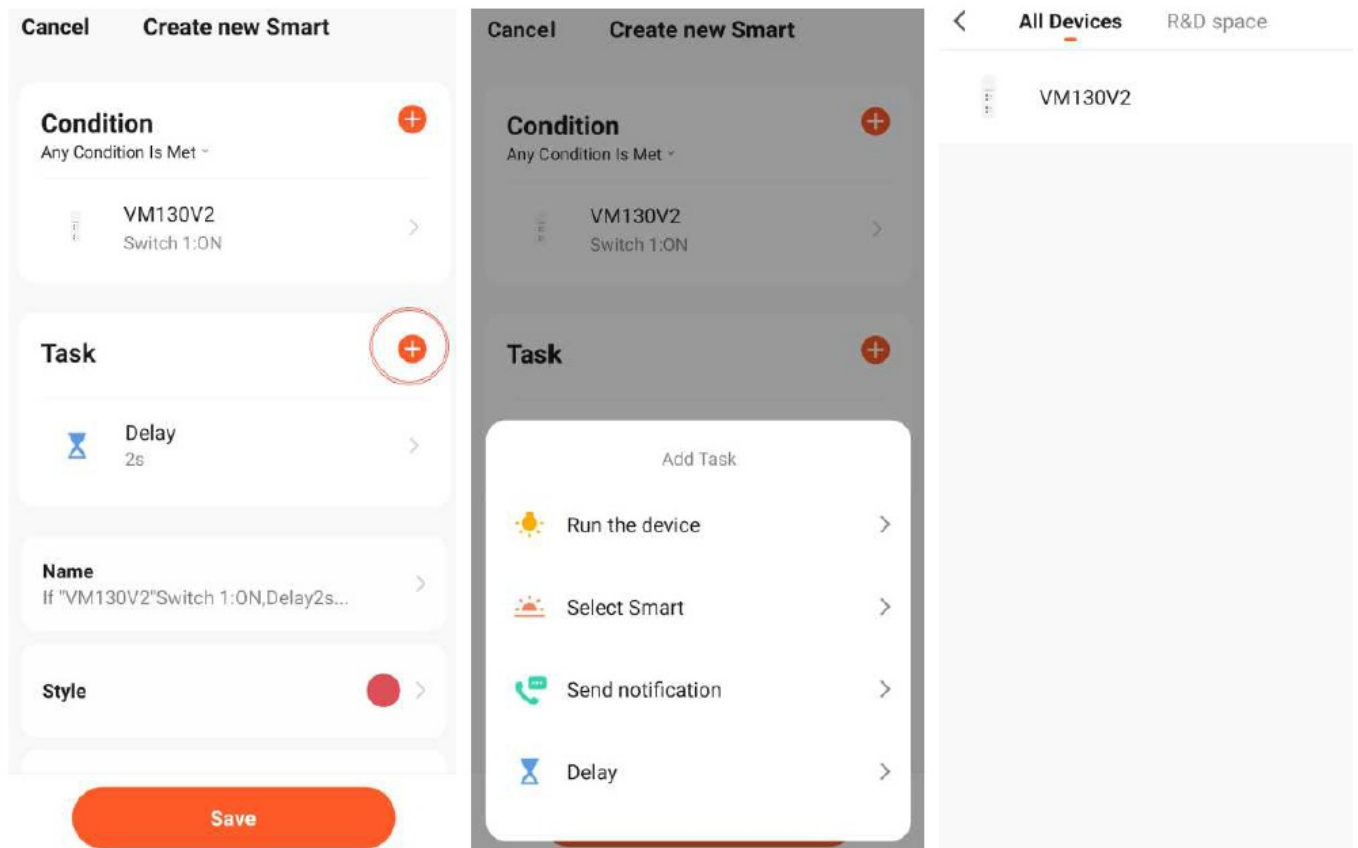 Cancel Create new Smart
Condition
Any Condition Is Met
VM130V2
Switch 1:ON
Task
Delay
2s
Name
If "VM130V2"Switch 1:ON,Delay2s...
Style
Save
Cancel Create new Smart
Condition
Any Condition Is Met
VM130V2
Switch 1:ON
Task
Add Task
Run the device
Select Smart
Send notification
Delay
All Devices R&D space
VM130V2